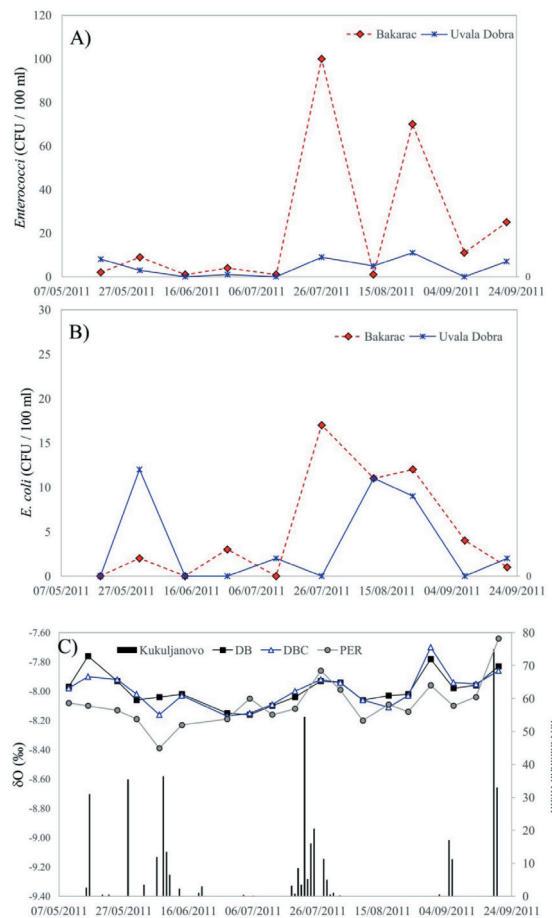 A)
Bakarac Uvala Dobra
Enterococci (CFU / 100 ml)
120
100
80
60
40
20
0 0
07/05/2011 27/05/2011 16/06/2011 06/07/2011 26/07/2011 15/08/2011 04/09/2011 24/09/2011
B)
Bakarac Uvala Dobra
E. coli (CFU / 100 ml)
30
25
20
15
10
5
0 0
07/05/2011 27/05/2011 16/06/2011 06/07/2011 26/07/2011 15/08/2011 04/09/2011 24/09/2011
C)
Kukuljanovo DB DBC PER
δO (‰)
-7.60 80
-7.80 70
-8.00 60
-8.20 50
-8.40
-8.60 40
-8.80 30
-9.00 20
-9.20 10
-9.40 0
07/05/2011 27/05/2011 16/06/2011 06/07/2011 26/07/2011 15/08/2011 04/09/2011 24/09/2011